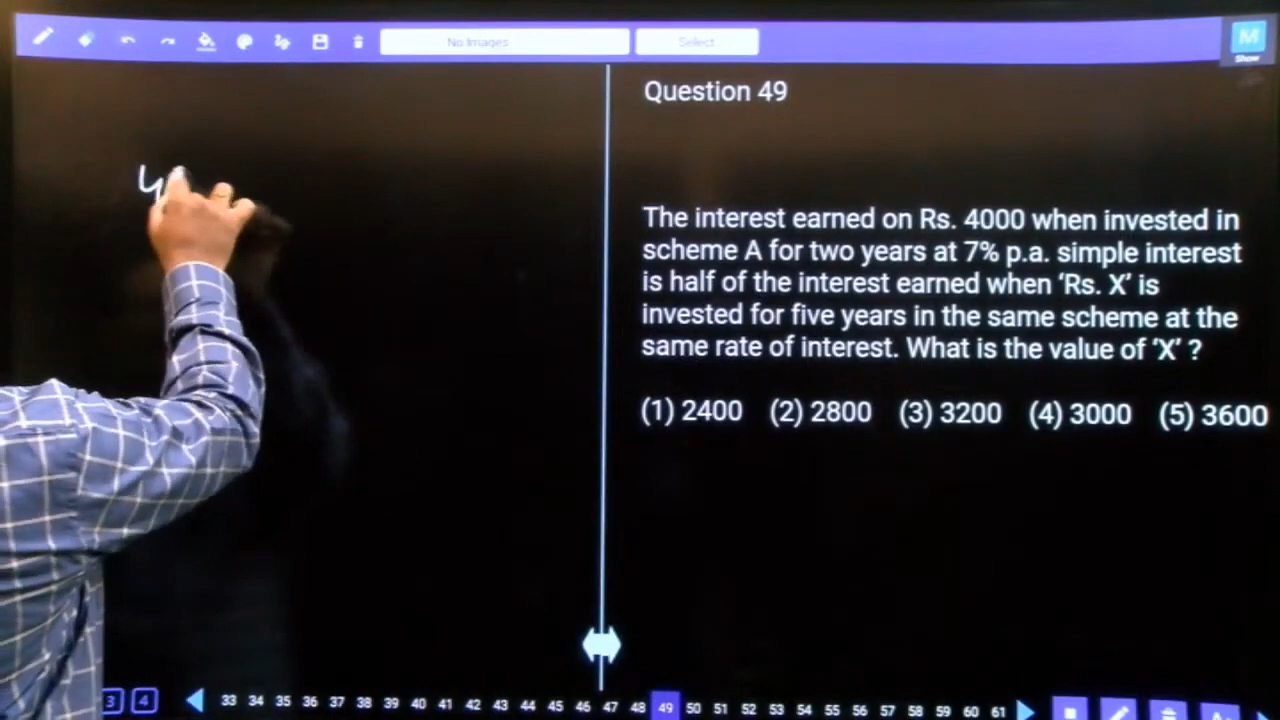 No Images
Select
M
Show
Question 49
4
The interest earned on Rs. 4000 when invested in
scheme A for two years at 7% p.a. simple interest
is half of the interest earned when ‘Rs. X’ is
invested for five years in the same scheme at the
same rate of interest. What is the value of ‘X’ ?
(1) 2400 (2) 2800 (3) 3200 (4) 3000 (5) 3600
3 4 33 34 35 36 37 38 39 40 41 42 43 44 45 46 47 48 49 50 51 52 53 54 55 56 57 58 59 60 61